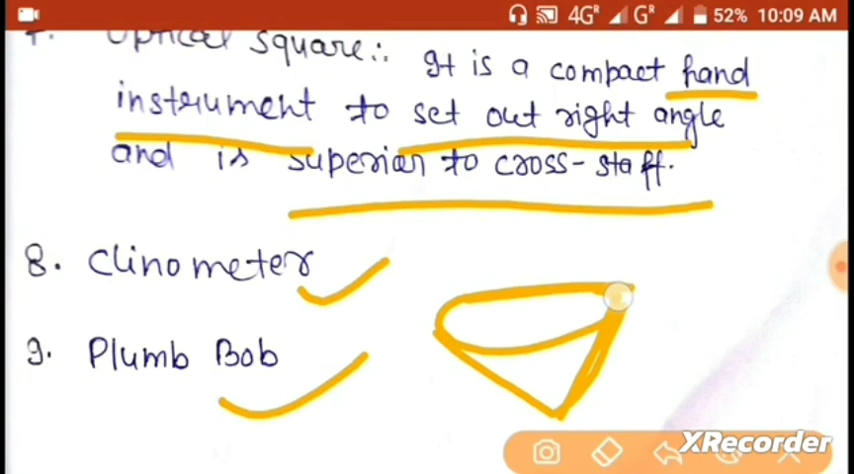 52% 10:09 AM
4G R G R
7. Optical square:. It is a compact hand
instrument to set out right angle
and is superior to cross-staff.
8. Clinometer
9. Plumb Bob
XRecorder